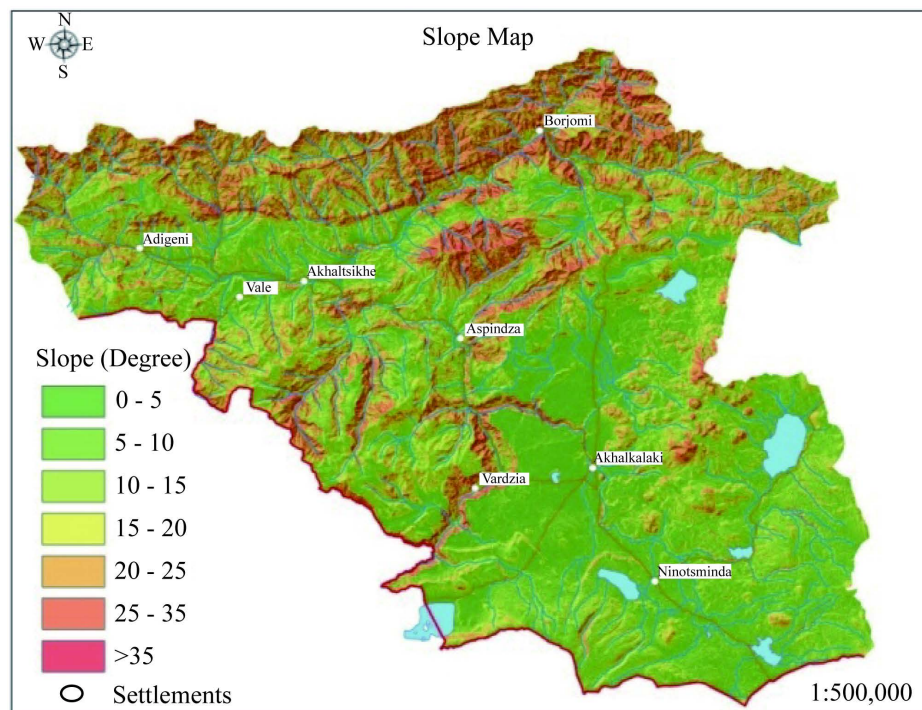 N
W E
S
Slope Map
Borjomi
Adigeni
Akhaltsikhe
Vale
Aspindza
Slope (Degree)
0 - 5
5 - 10
10 - 15
15 - 20
20 - 25
25 - 35
>35
Settlements
Akhalkalaki
Vardzia
Ninotsminda
1:500,000